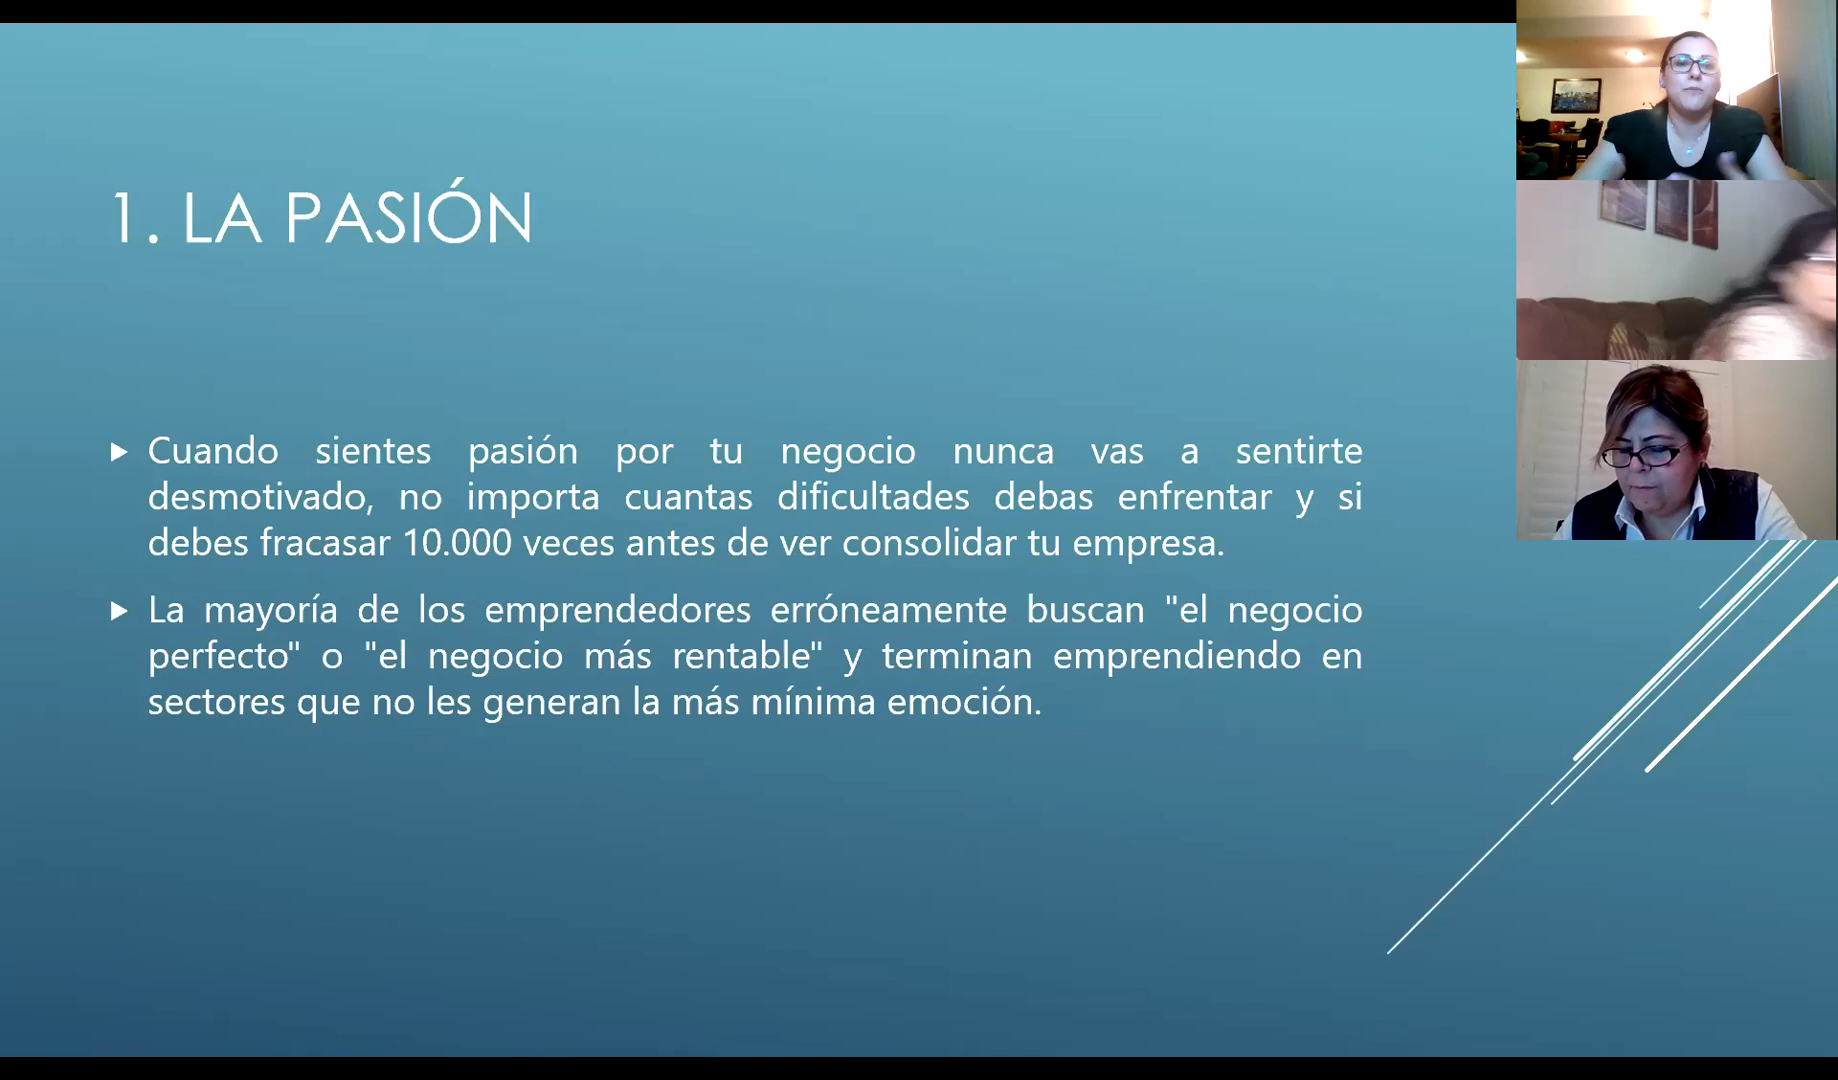 1. LA PASIÓN
Cuando sientes pasión por tu negocio nunca vas a sentirte
desmotivado, no importa cuantas dificultades debas enfrentar y si
debes fracasar 10.000 veces antes de ver consolidar tu empresa.
La mayoría de los emprendedores erróneamente buscan "el negocio
perfecto" o "el negocio más rentable" y terminan emprendiendo en
sectores que no les generan la más mínima emoción.